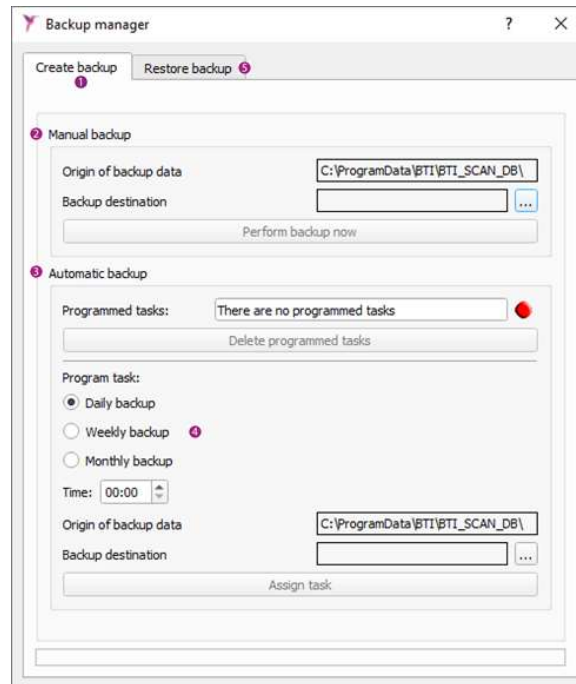 Backup manager ? ×
Create backup Restore backup 5
1
2 Manual backup
Origin of backup data C:\ProgramData\BTI\BTI_SCAN_DB\
Backup destination ...
Perform backup now
3 Automatic backup
Programmed tasks: There are no programmed tasks
Delete programmed tasks
Program task:
Daily backup
Weekly backup 4
Monthly backup
Time: 00:00
Origin of backup data C:\ProgramData\BTI\BTI_SCAN_DB\
Backup destination ...
Assign task